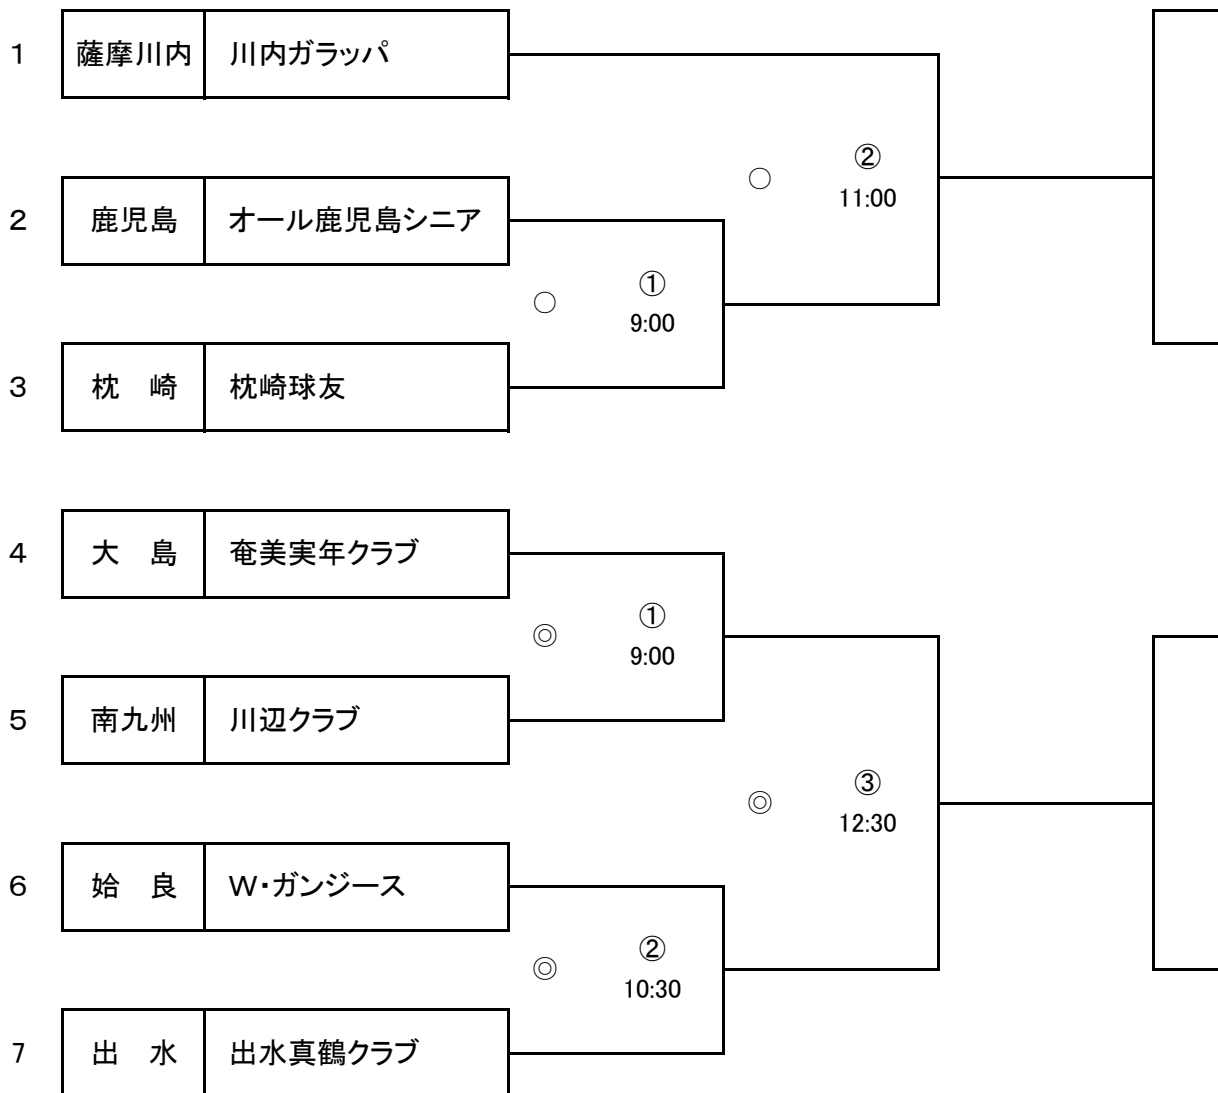 １ 薩摩川内 川内ガラッパ
○ ②
11:00
２ 鹿児島 オール鹿児島シニア
○ ①
9:00
３ 枕　崎 枕崎球友
４ 大　島 奄美実年クラブ
◎ ①
9:00
５ 南九州 川辺クラブ
◎ ③
12:30
６ 姶　良 Ｗ・ガンジース
◎ ②
10:30
７ 出　水 出水真鶴クラブ